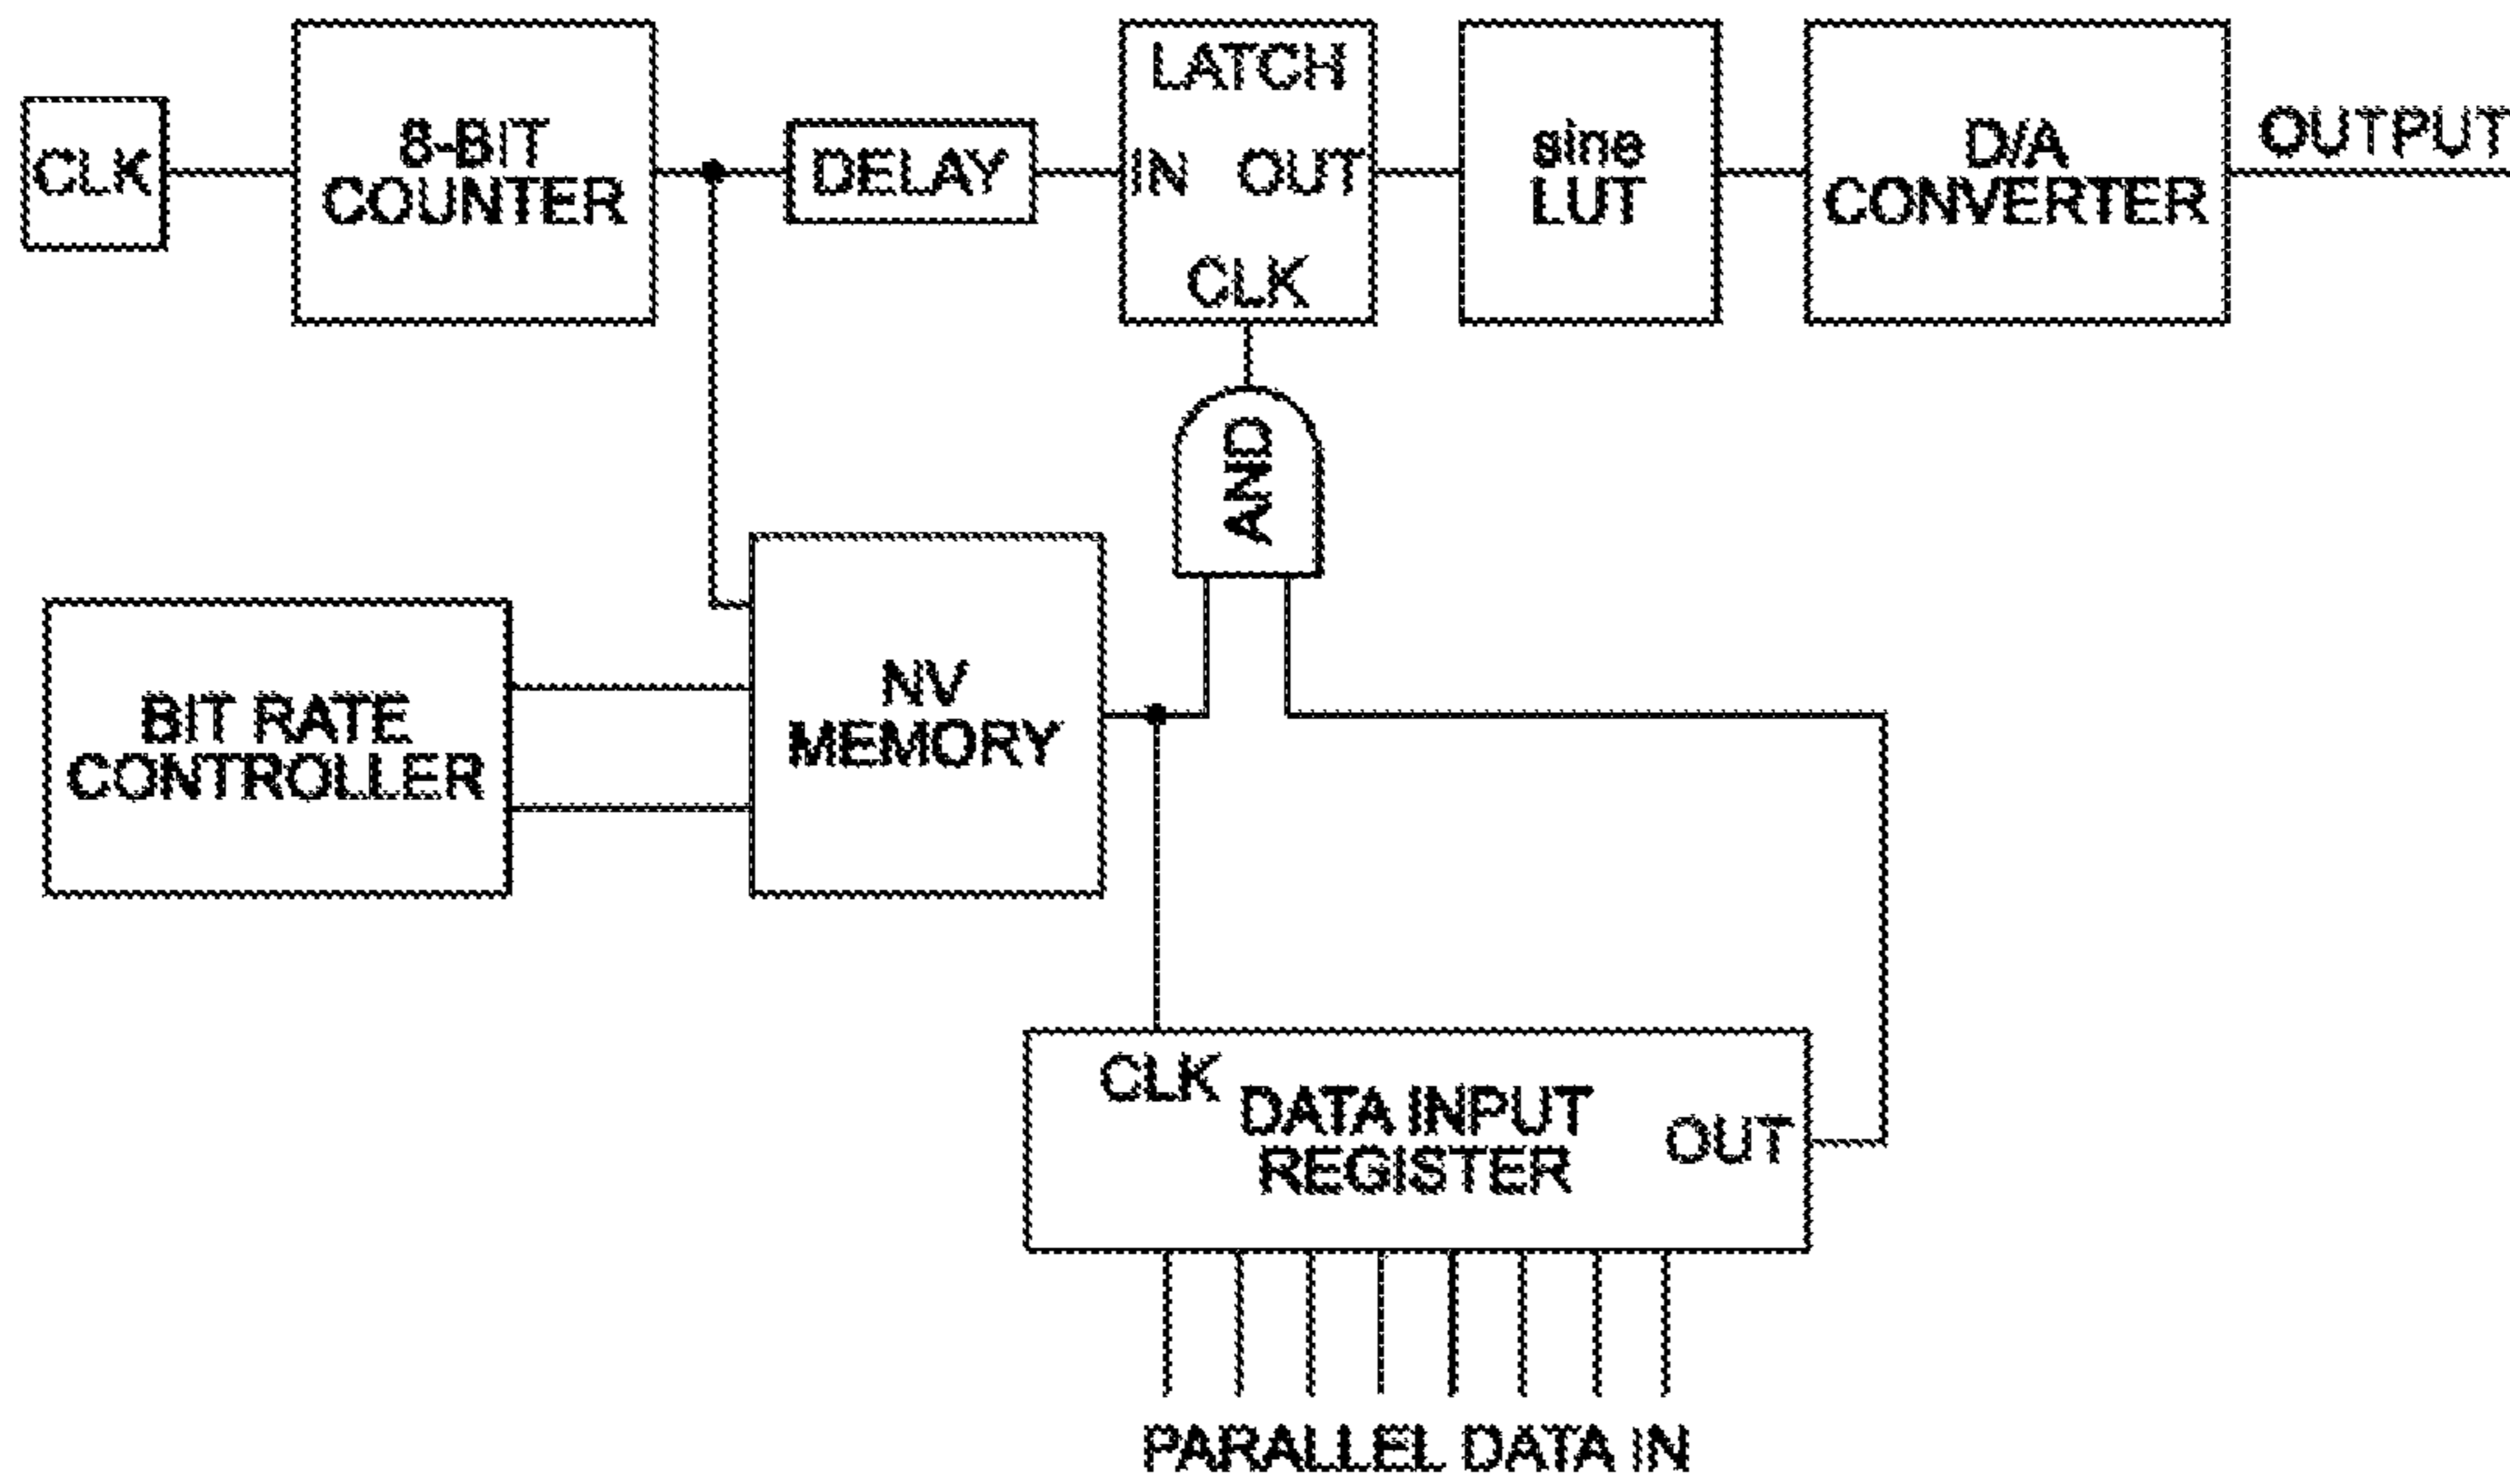 CLK
8-BIT
COUNTER
DELAY
LATCH
IN OUT
CLK
sine
LUT
D/A
CONVERTER
OUTPUT
AND
BIT RATE
CONTROLLER
NV
MEMORY
CLK
DATA INPUT
REGISTER
OUT
PARALLEL DATA IN